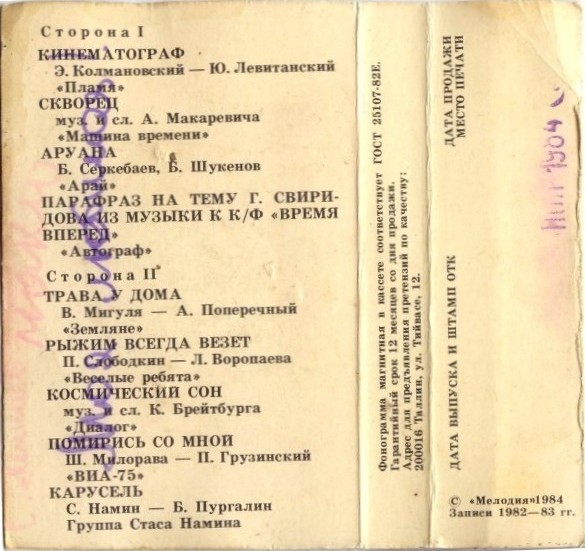 Сторона I
КИНЕМАТОГРАФ
Э. Колмановский — Ю. Левитанский
«Пламя»
СКВОРЕЦ
муз. и сл. А. Макаревича
«Машина времени»
АРУАНА
Б. Серкебаев, Б. Шукенов
«Арай»
ПАРАФРАЗ НА ТЕМУ Г. СВИРИ-
ДОВА ИЗ МУЗЫКИ К К/Ф «ВРЕМЯ
ВПЕРЕД»
«Автограф»
Сторона II
ТРАВА У ДОМА
В. Мигуля — А. Поперечный
«Земляне»
РЫЖИМ ВСЕГДА ВЕЗЕТ
П. Слободкин — Л. Воропаева
«Веселые ребята»
КОСМИЧЕСКИЙ СОН
муз. и сл. К. Брейтбурга
«Диалог»
ПОМИРИСЬ СО МНОЙ
Ш. Милорава — П. Грузинский
«ВИА-75»
КАРУСЕЛЬ
С. Намин — Б. Пургалин
Группа Стаса Намина
Фонограмма магнитная в кассете соответствует ГОСТ 25107-82Е.
Гарантийный срок 12 месяцев со дня продажи.
Адрес для предъявления претензий по качеству:
200016 Таллин, ул. Тийвасе, 12.
ДАТА ВЫПУСКА И ШТАМП ОТК
ДАТА ПРОДАЖИ
МЕСТО ПЕЧАТИ
1984
© «Мелодия» 1984
Записи 1982—83 гг.